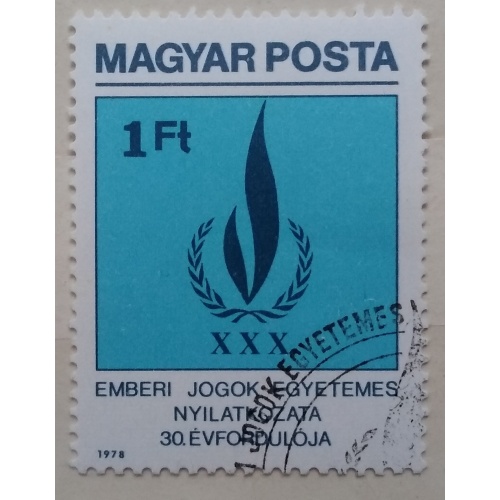 MAGYAR POSTA
1Ft
XXX
EMBERI JOGOK EGYETEMES
NYILATKOZATA
30. ÉVFORDULÓJA
1978
JOGOK EGYETEMES